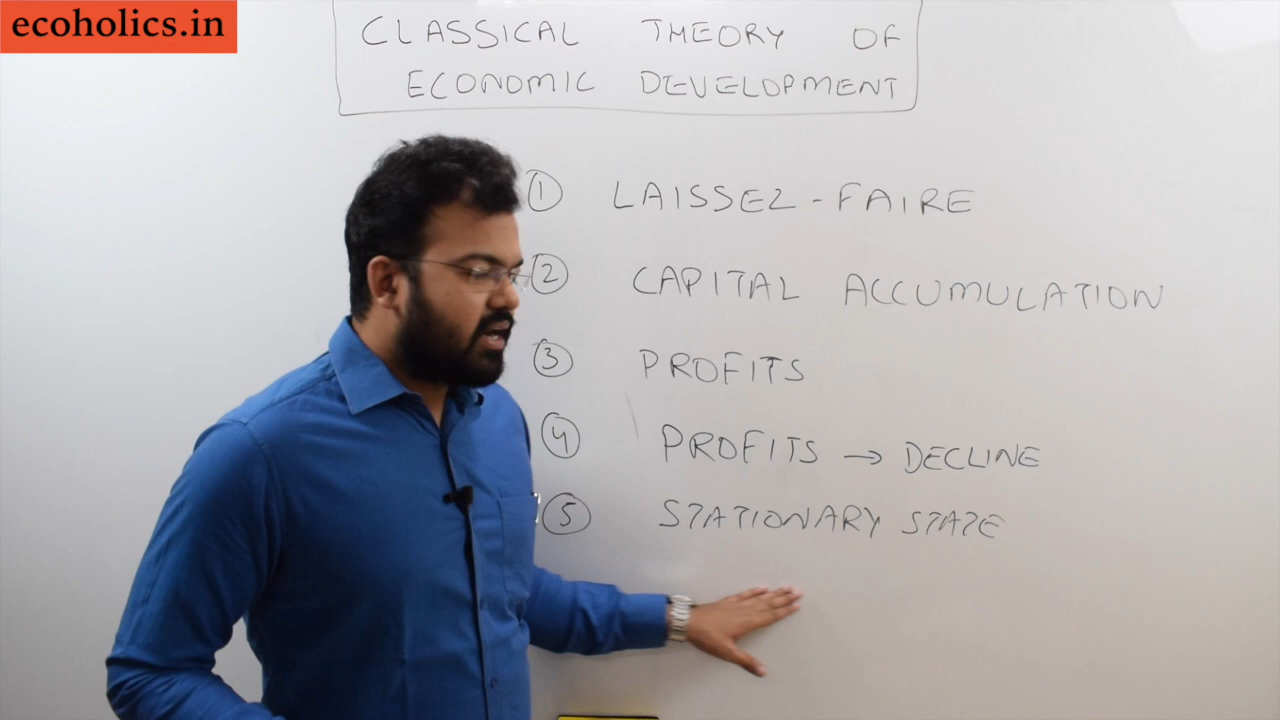 ecoholics.in
CLASSICAL THEORY OF
ECONOMIC DEVELOPMENT
1 LAISSEZ-FAIRE
2 CAPITAL ACCUMULATION
3 PROFITS
4 PROFITS → DECLINE
5 STATIONARY STATE